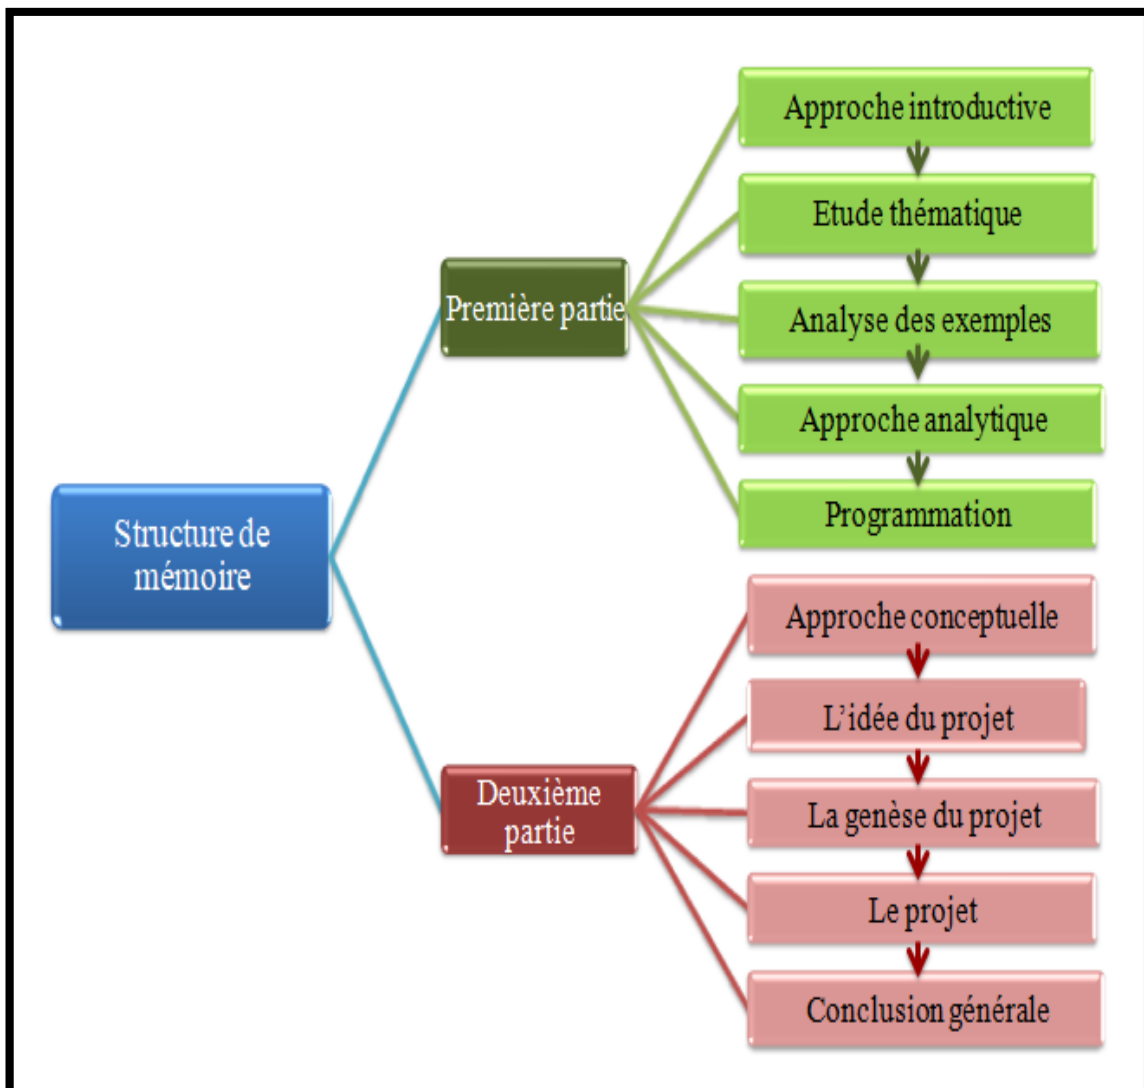 Structure de
mémoire
Première partie
Approche introductive
Etude thématique
Analyse des exemples
Approche analytique
Programmation
Deuxième
partie
Approche conceptuelle
L'idée du projet
La genèse du projet
Le projet
Conclusion générale